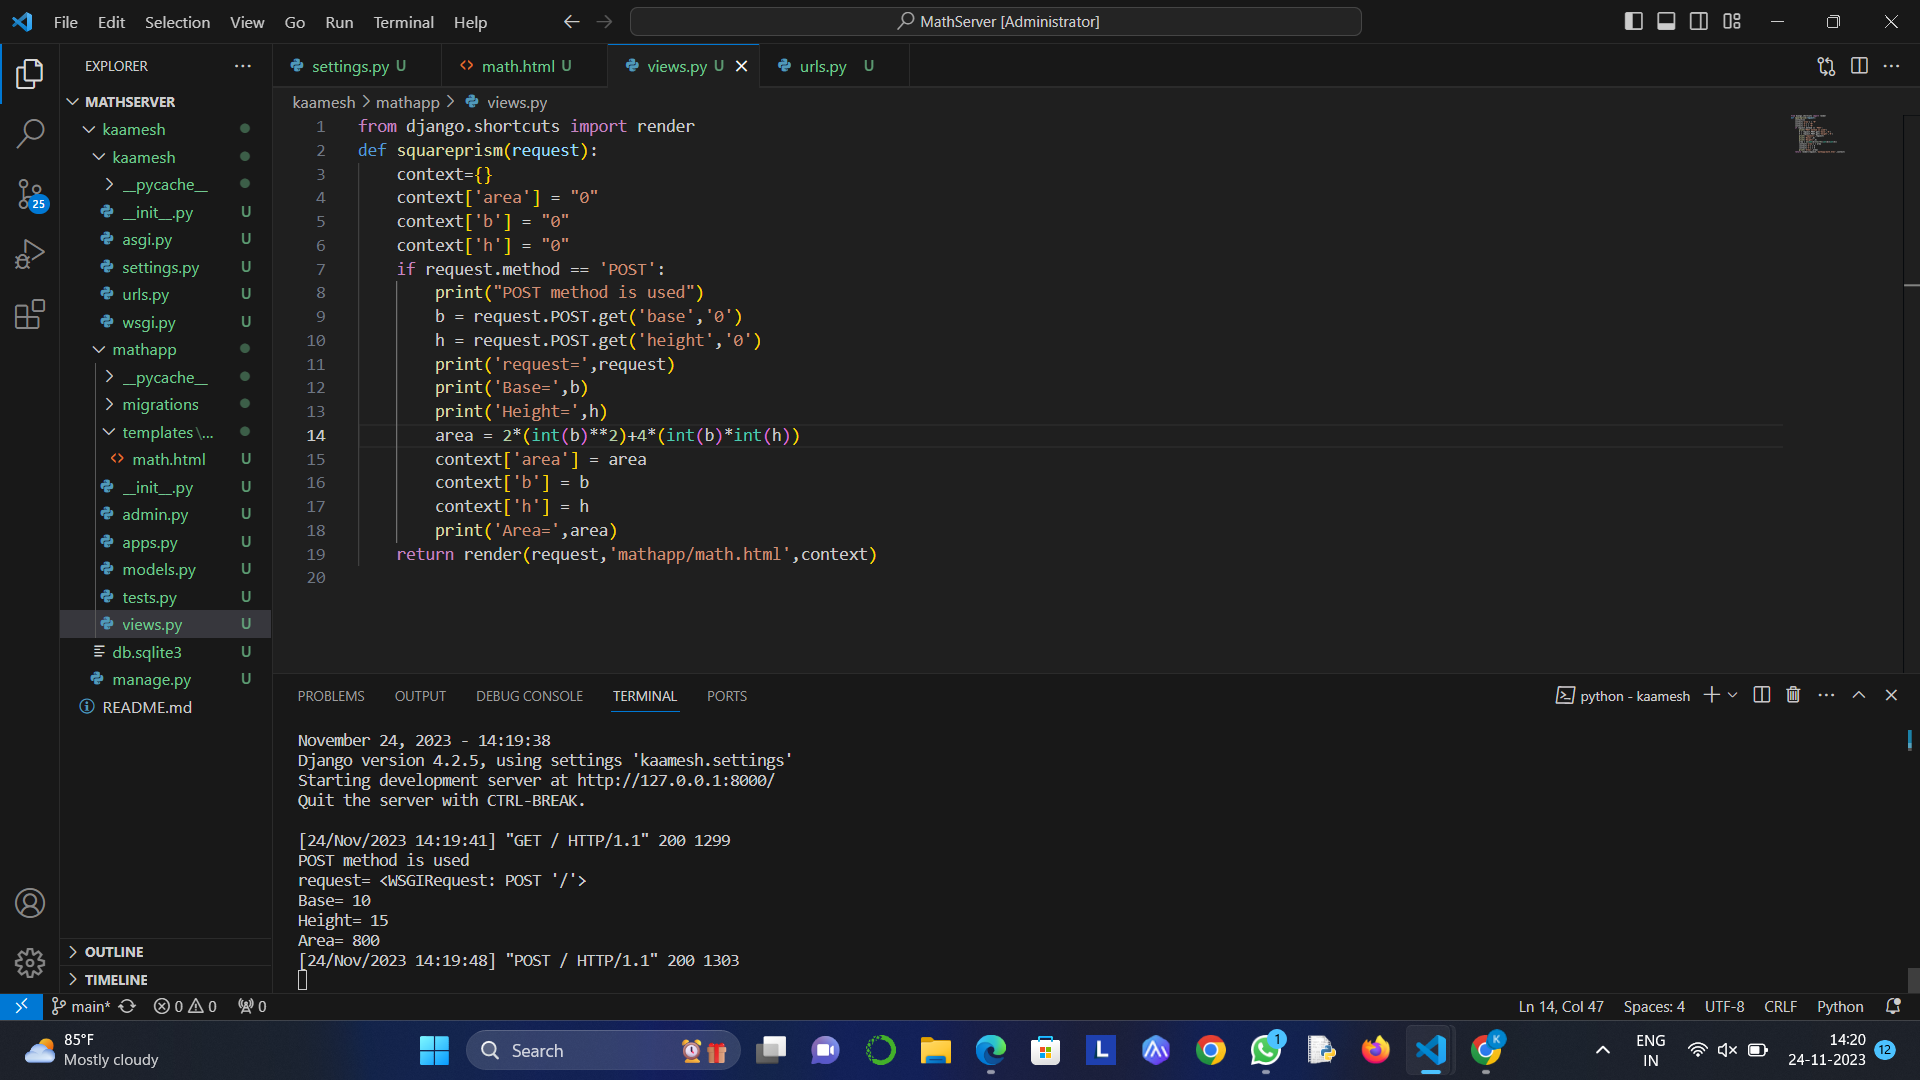 File Edit Selection View Go Run Terminal Help
MathServer [Administrator]
EXPLORER
MATHSERVER
kaamesh
kaamesh
__pycache__
__init__.py U
asgi.py U
settings.py U
urls.py U
wsgi.py U
mathapp
__pycache__
migrations
templates \...
math.html U
__init__.py U
admin.py U
apps.py U
models.py U
tests.py U
views.py U
db.sqlite3 U
manage.py U
README.md
OUTLINE
TIMELINE
25
settings.py U
math.html U
views.py U
urls.py U
kaamesh > mathapp > views.py
1 from django.shortcuts import render
2 def squareprism(request):
3 context={}
4 context['area'] = "0"
5 context['b'] = "0"
6 context['h'] = "0"
7 if request.method == 'POST':
8 print("POST method is used")
9 b = request.POST.get('base','0')
10 h = request.POST.get('height','0')
11 print('request=',request)
12 print('Base=',b)
13 print('Height=',h)
14 area = 2*(int(b)**2)+4*(int(b)*int(h))
15 context['area'] = area
16 context['b'] = b
17 context['h'] = h
18 print('Area=',area)
19 return render(request,'mathapp/math.html',context)
20
PROBLEMS OUTPUT DEBUG CONSOLE TERMINAL PORTS
python - kaamesh
November 24, 2023 - 14:19:38
Django version 4.2.5, using settings 'kaamesh.settings'
Starting development server at http://127.0.0.1:8000/
Quit the server with CTRL-BREAK.
[24/Nov/2023 14:19:41] "GET / HTTP/1.1" 200 1299
POST method is used
request= <WSGIRequest: POST '/'>
Base= 10
Height= 15
Area= 800
[24/Nov/2023 14:19:48] "POST / HTTP/1.1" 200 1303
main* 0 0 0
Ln 14, Col 47 Spaces: 4 UTF-8 CRLF Python
85°F
Mostly cloudy
Search
L
1
K
ENG
IN
14:20
24-11-2023
12